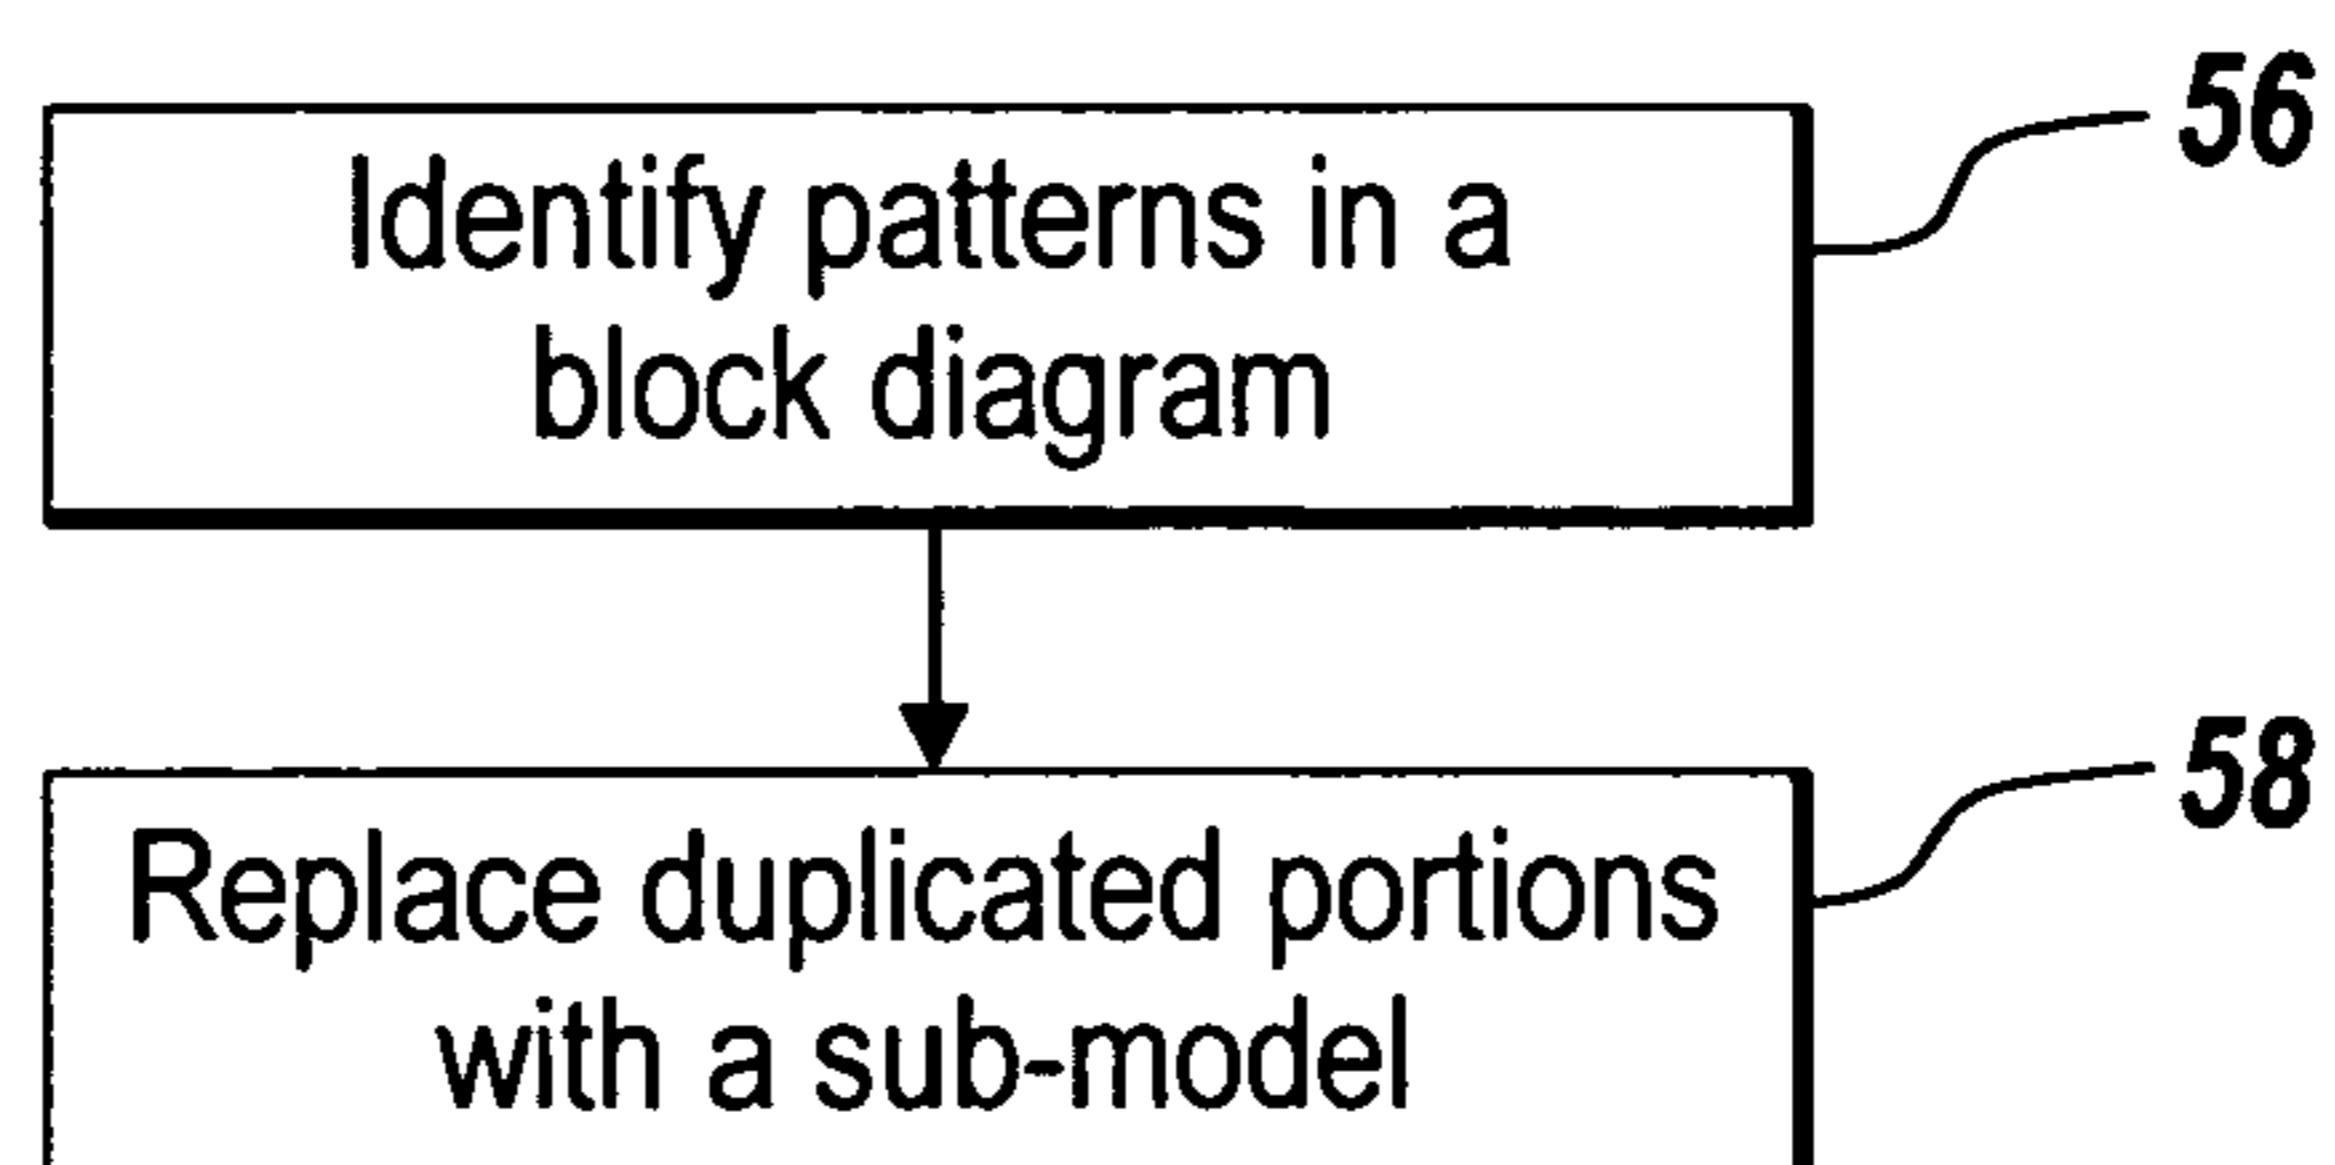 56
Identify patterns in a
block diagram
58
Replace duplicated portions
with a sub-model